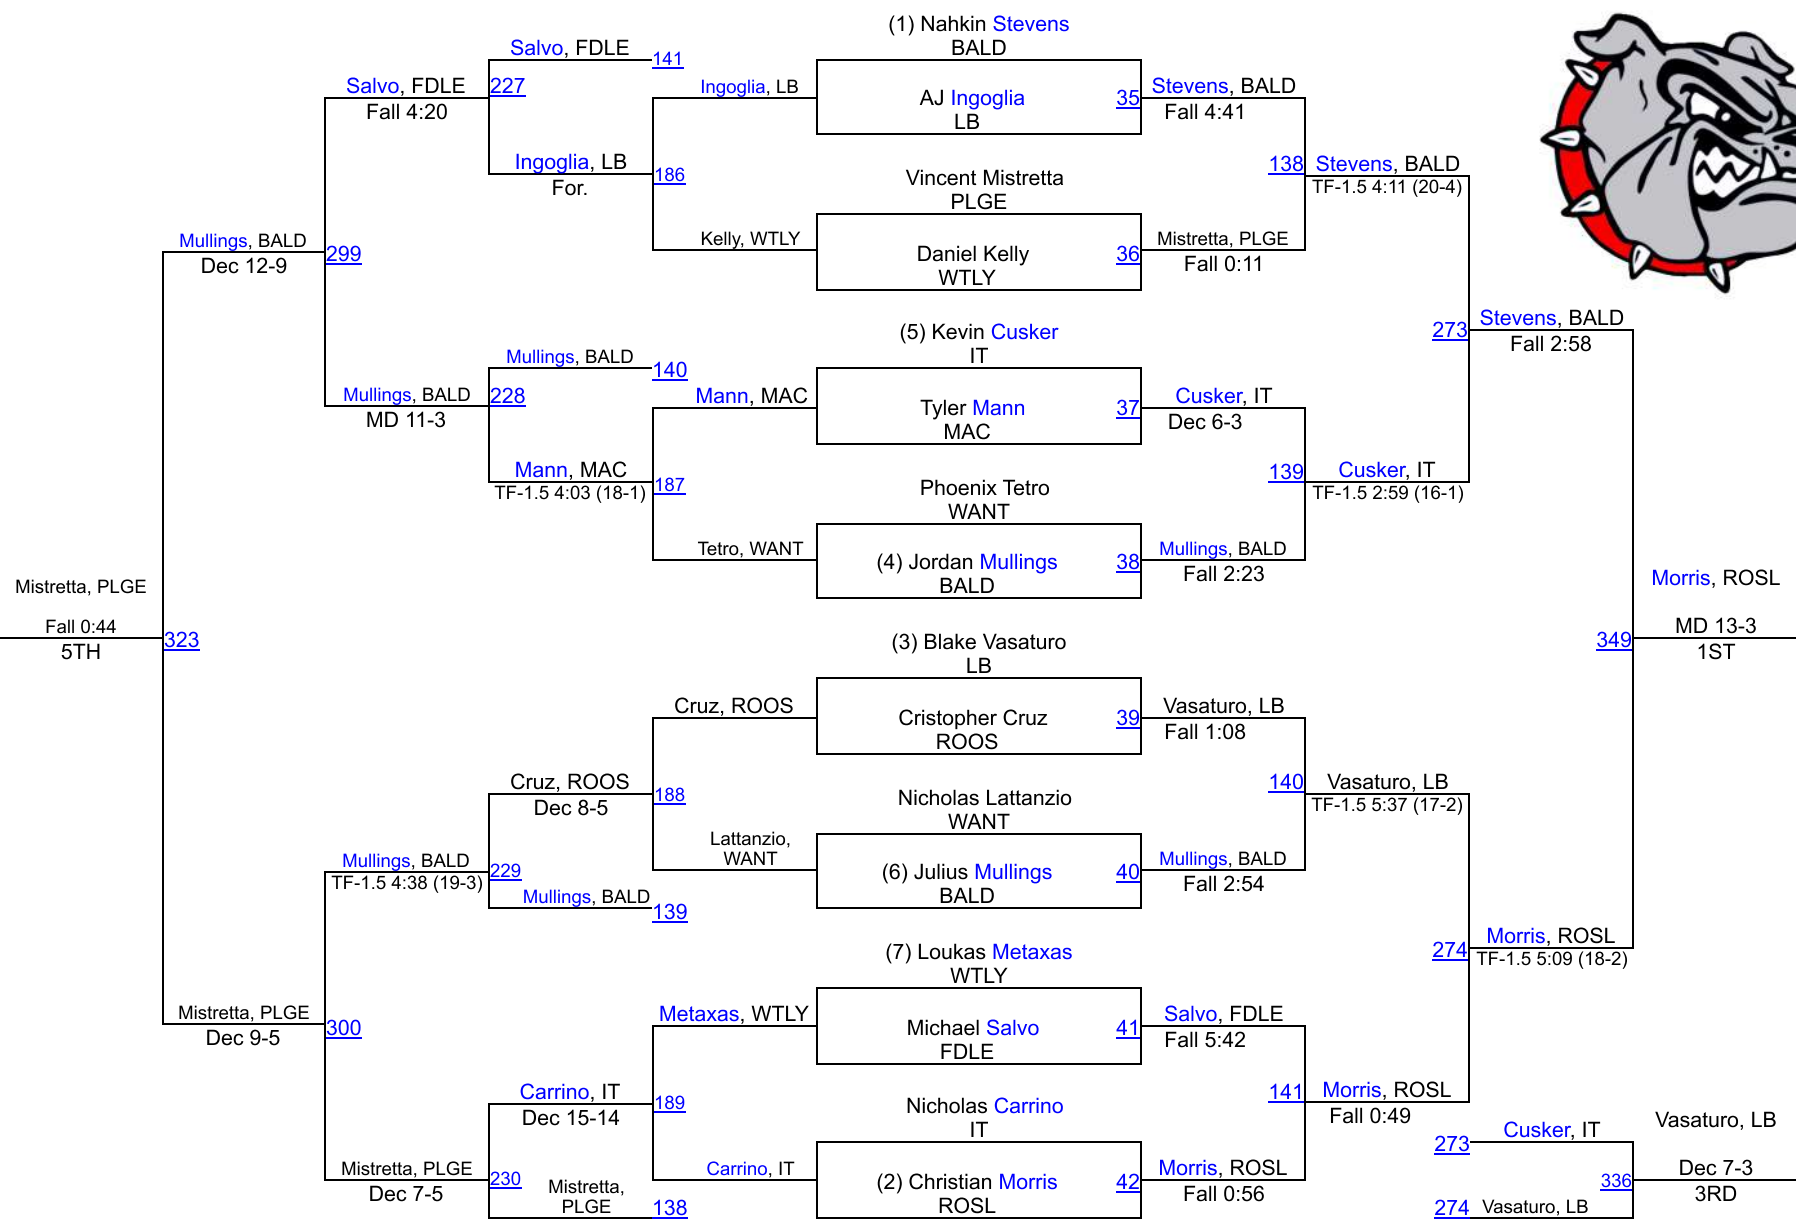 (1) Nahkin Stevens
BALD
Salvo, FDLE
141
Salvo, FDLE
227
Fall 4:20
Ingoglia, LB
AJ Ingoglia
LB
35
Stevens, BALD
Fall 4:41
Ingoglia, LB
For.
186
Vincent Mistretta
PLGE
138
Stevens, BALD
TF-1.5 4:11 (20-4)
Mullings, BALD
Dec 12-9
299
Kelly, WTLY
Daniel Kelly
WTLY
36
Mistretta, PLGE
Fall 0:11
(5) Kevin Cusker
IT
273
Stevens, BALD
Fall 2:58
Mullings, BALD
140
Mullings, BALD
228
MD 11-3
Mann, MAC
Tyler Mann
MAC
37
Cusker, IT
Dec 6-3
Mann, MAC
TF-1.5 4:03 (18-1)
187
Phoenix Tetro
WANT
139
Cusker, IT
TF-1.5 2:59 (16-1)
Tetro, WANT
(4) Jordan Mullings
BALD
38
Mullings, BALD
Fall 2:23
Mistretta, PLGE
Fall 0:44
5TH
323
(3) Blake Vasaturo
LB
349
Morris, ROSL
MD 13-3
1ST
Cruz, ROOS
Cristopher Cruz
ROOS
39
Vasaturo, LB
Fall 1:08
Cruz, ROOS
Dec 8-5
188
Nicholas Lattanzio
WANT
140
Vasaturo, LB
TF-1.5 5:37 (17-2)
Mullings, BALD
TF-1.5 4:38 (19-3)
229
Lattanzio,
WANT
(6) Julius Mullings
BALD
40
Mullings, BALD
Fall 2:54
Mullings, BALD
139
(7) Loukas Metaxas
WTLY
274
Morris, ROSL
TF-1.5 5:09 (18-2)
Mistretta, PLGE
Dec 9-5
300
Metaxas, WTLY
Michael Salvo
FDLE
41
Salvo, FDLE
Fall 5:42
Carrino, IT
Dec 15-14
189
Nicholas Carrino
IT
141
Morris, ROSL
Fall 0:49
Mistretta, PLGE
Dec 7-5
230
Carrino, IT
(2) Christian Morris
ROSL
42
Morris, ROSL
Fall 0:56
Mistretta,
PLGE
138
273
Cusker, IT
336
Vasaturo, LB
Dec 7-3
3RD
274
Vasaturo, LB